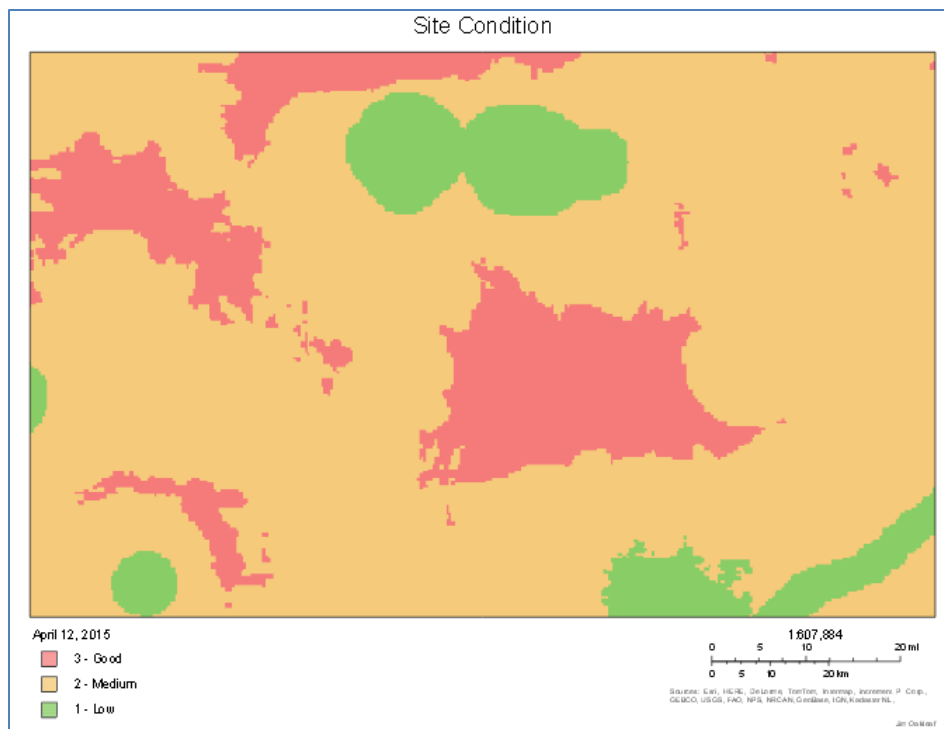 Site Condition
April 12, 2015
3 - Good
2 - Medium
1 - Low
1:607,884
0 5 10 20 mi
0 5 10 20 km
Sources: Esri, HERE, DeLorme, TomTom, Intermap, increment P Corp.,
GEBCO, USGS, FAO, NPS, NRCAN, GeoBase, IGN, Kadaster NL,